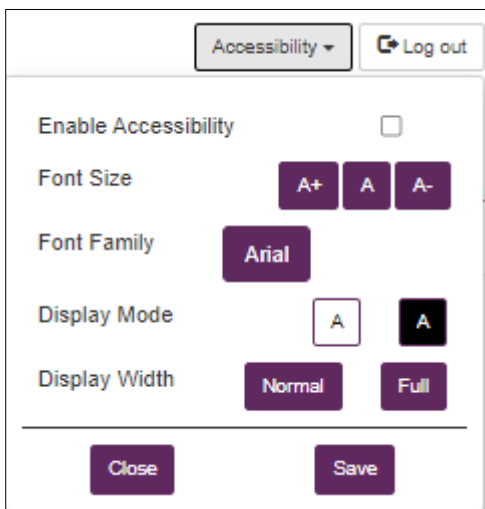 Accessibility Log out
Enable Accessibility
Font Size A+ A A-
Font Family Arial
Display Mode A A
Display Width Normal Full
Close Save